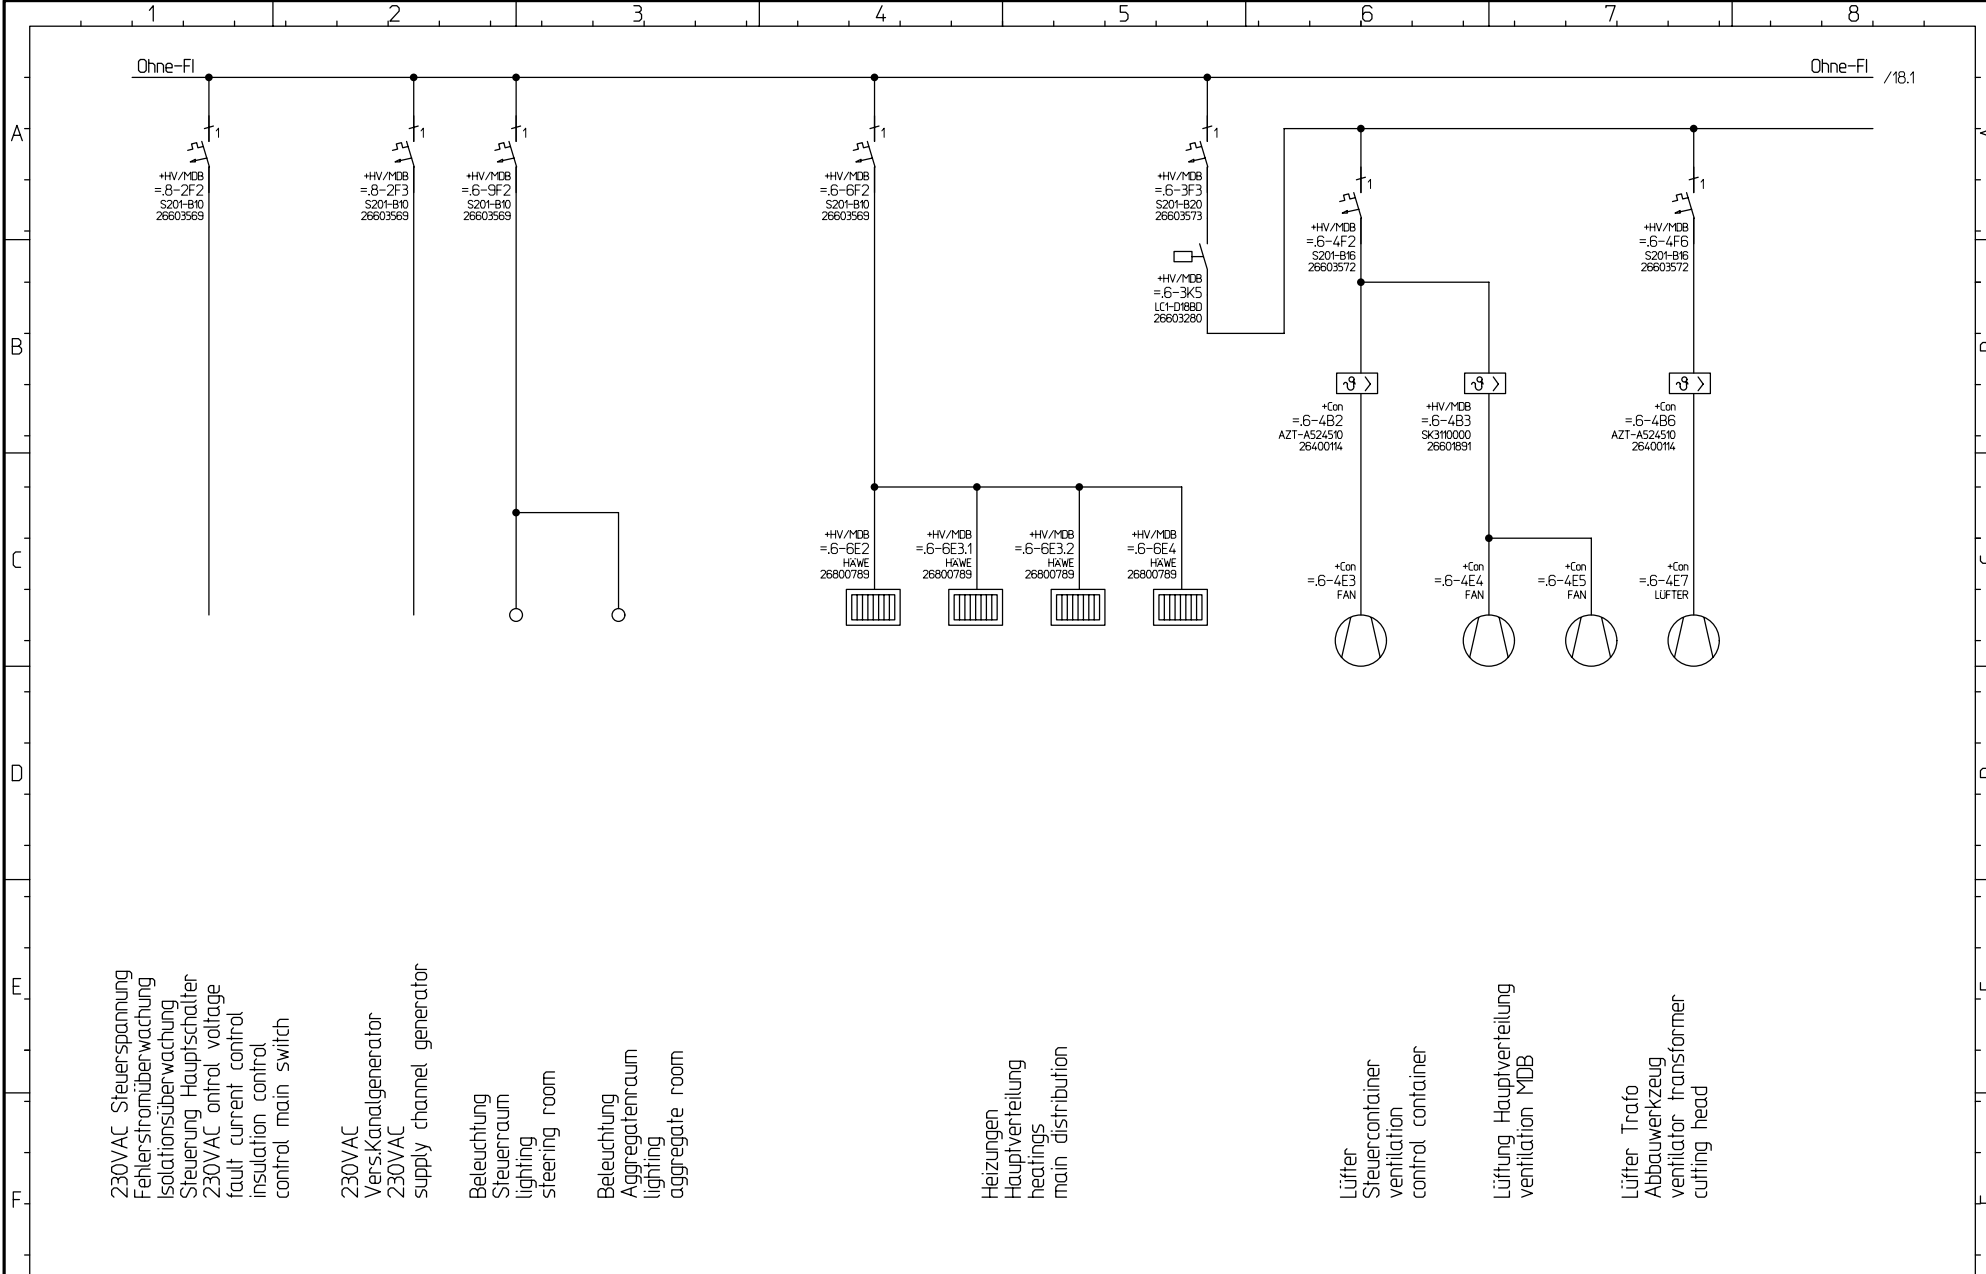 1 2 3 4 5 6 7 8
Ohne-FI
Ohne-FI /18.1
A
1
+HV/MDB
=.8-2F2
S201-B10
26603569
1
+HV/MDB
=.8-2F3
S201-B10
26603569
1
+HV/MDB
=.6-9F2
S201-B10
26603569
1
+HV/MDB
=.6-6F2
S201-B10
26603569
1
+HV/MDB
=.6-3F3
S201-B20
26603573
1
+HV/MDB
=.6-4F2
S201-B16
26603572
1
+HV/MDB
=.6-4F6
S201-B16
26603572
+HV/MDB
=.6-3K5
LC1-D18BD
26603280
B
ϑ >
+Con
=.6-4B2
AZT-A524510
26400114
ϑ >
+HV/MDB
=.6-4B3
SK3110000
26601891
ϑ >
+Con
=.6-4B6
AZT-A524510
26400114
C
+HV/MDB
=.6-6E2
HÄWE
26800789
+HV/MDB
=.6-6E3.1
HÄWE
26800789
+HV/MDB
=.6-6E3.2
HÄWE
26800789
+HV/MDB
=.6-6E4
HÄWE
26800789
+Con
=.6-4E3
FAN
+Con
=.6-4E4
FAN
+Con
=.6-4E5
FAN
+Con
=.6-4E7
LÜFTER
D
E
F
230VAC Steuerspannung
Fehlerstromüberwachung
Isolationsüberwachung
Steuerung Hauptschalter
230VAC ontrol voltage
fault current control
insulation control
control main switch
230VAC
Vers.Kanalgenerator
230VAC
supply channel generator
Beleuchtung
Steuerraum
lighting
steering room
Beleuchtung
Aggregatenraum
lighting
aggregate room
Heizungen
Hauptverteilung
heatings
main distribution
Lüfter
Steuercontainer
ventilation
control container
Lüftung Hauptverteilung
ventilation MDB
Lüfter Trafo
Abbauwerkzeug
ventilator transformer
cutting head